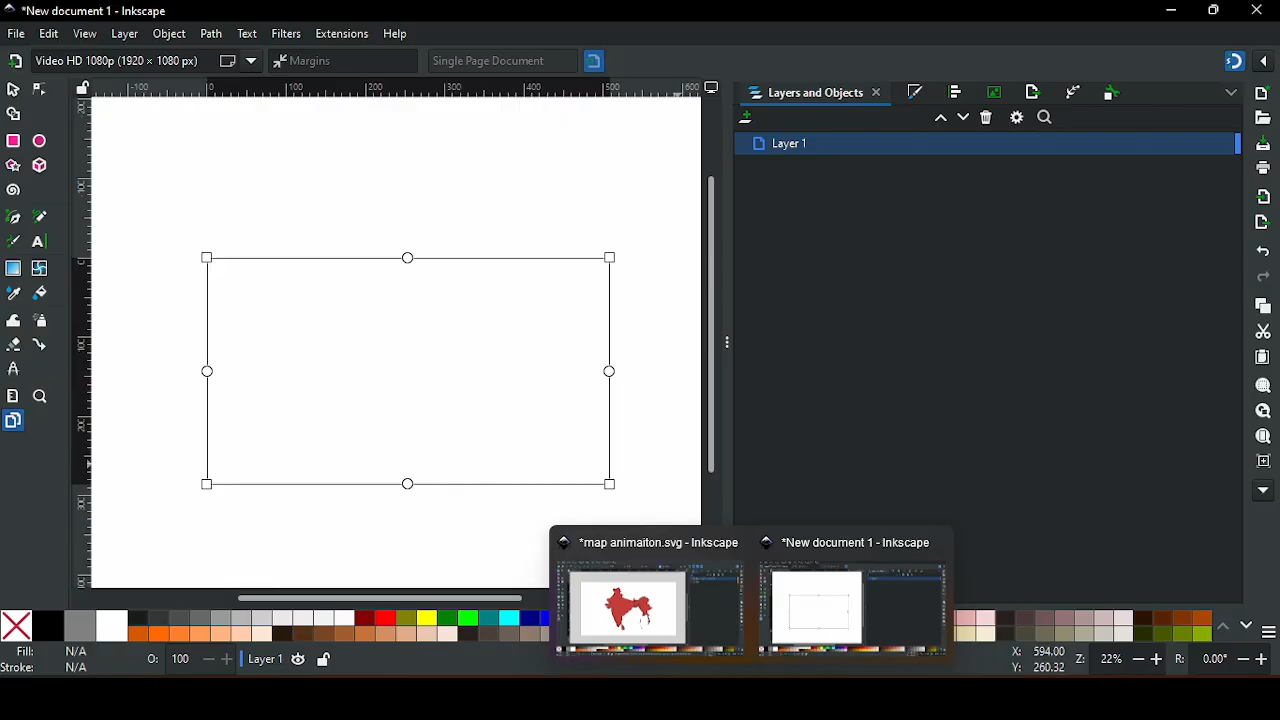 *New document 1 - Inkscape
File Edit View Layer Object Path Text Filters Extensions Help
Video HD 1080p (1920 × 1080 px) Margins Single Page Document
-100 0 100 200 300 400 500 600
Layers and Objects
Layer 1
*map animaiton.svg - Inkscape *New document 1 - Inkscape
Fill: N/A
Stroke: N/A
O: 100 Layer 1
X: 594.00
Y: 260.32
Z: 22% R: 0.00°